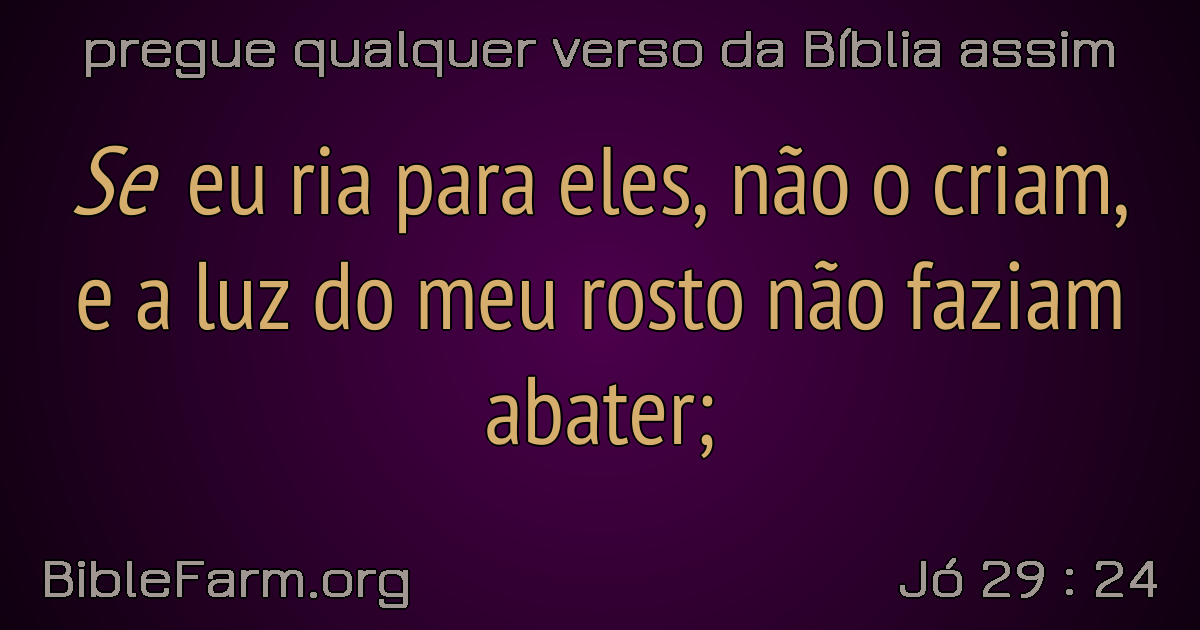 pregue qualquer verso da Bíblia assim
Se eu ria para eles, não o criam,
e a luz do meu rosto não faziam
abater;
BibleFarm.org
Jó 29 : 24